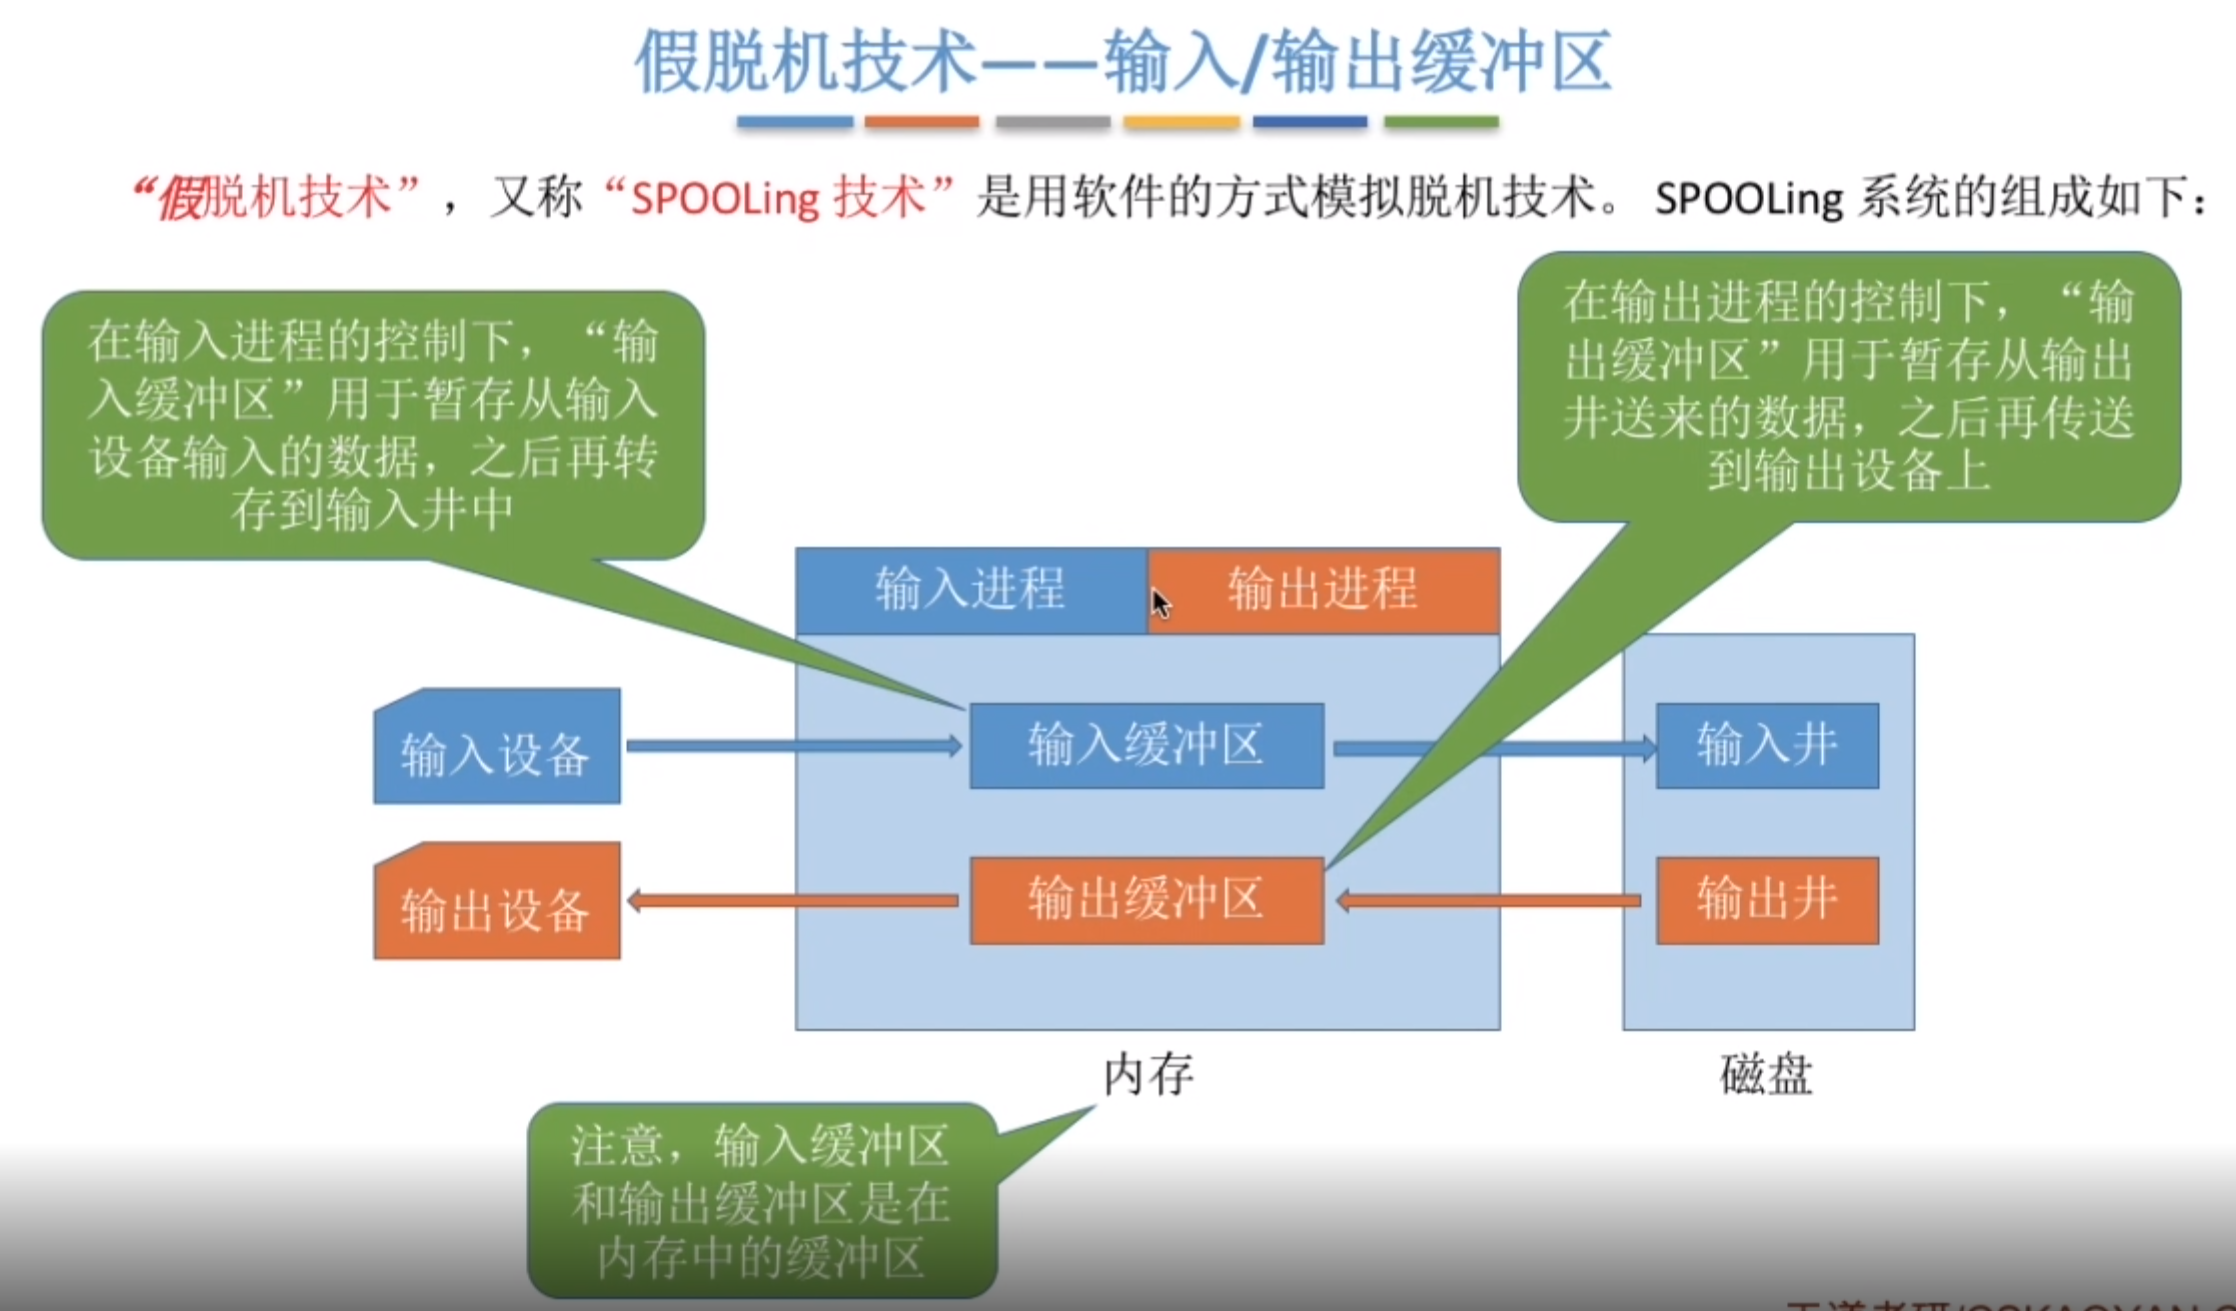 假脱机技术——输入/输出缓冲区
“假脱机技术”，又称“SPOOLing 技术”是用软件的方式模拟脱机技术。 SPOOLing 系统的组成如下：
在输入进程的控制下，“输
入缓冲区”用于暂存从输入
设备输入的数据，之后再转
存到输入井中
在输出进程的控制下，“输
出缓冲区”用于暂存从输出
井送来的数据，之后再传送
到输出设备上
输入进程
输出进程
输入设备
输入缓冲区
输入井
输出设备
输出缓冲区
输出井
内存
磁盘
注意，输入缓冲区
和输出缓冲区是在
内存中的缓冲区